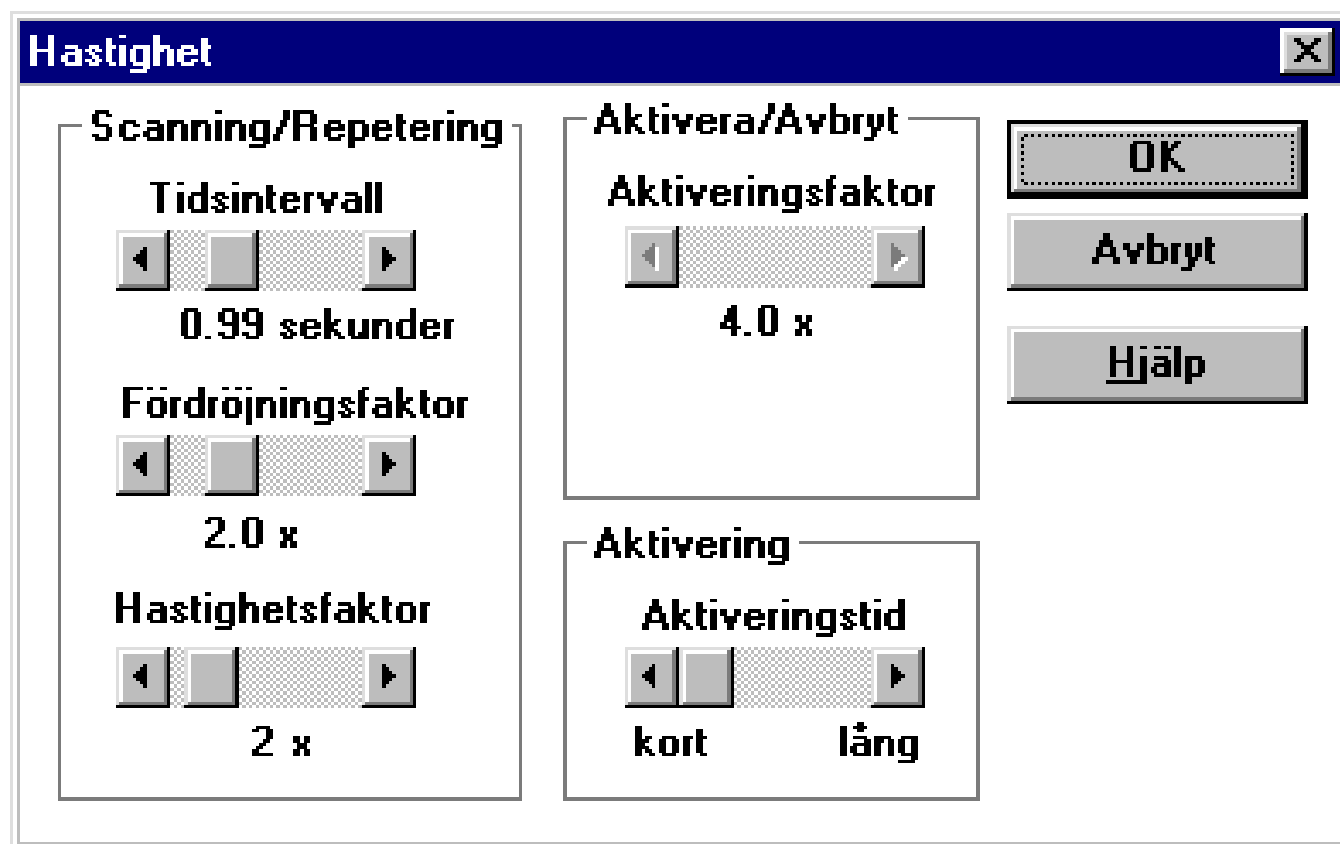 Hastighet
Scanning/Repetering
Tidsintervall
0.99 sekunder
Fördröjningsfaktor
2.0 x
Hastighetsfaktor
2 x
Aktivera/Avbryt
Aktiveringsfaktor
4.0 x
Aktivering
Aktiveringstid
kort lång
OK
Avbryt
Hjälp